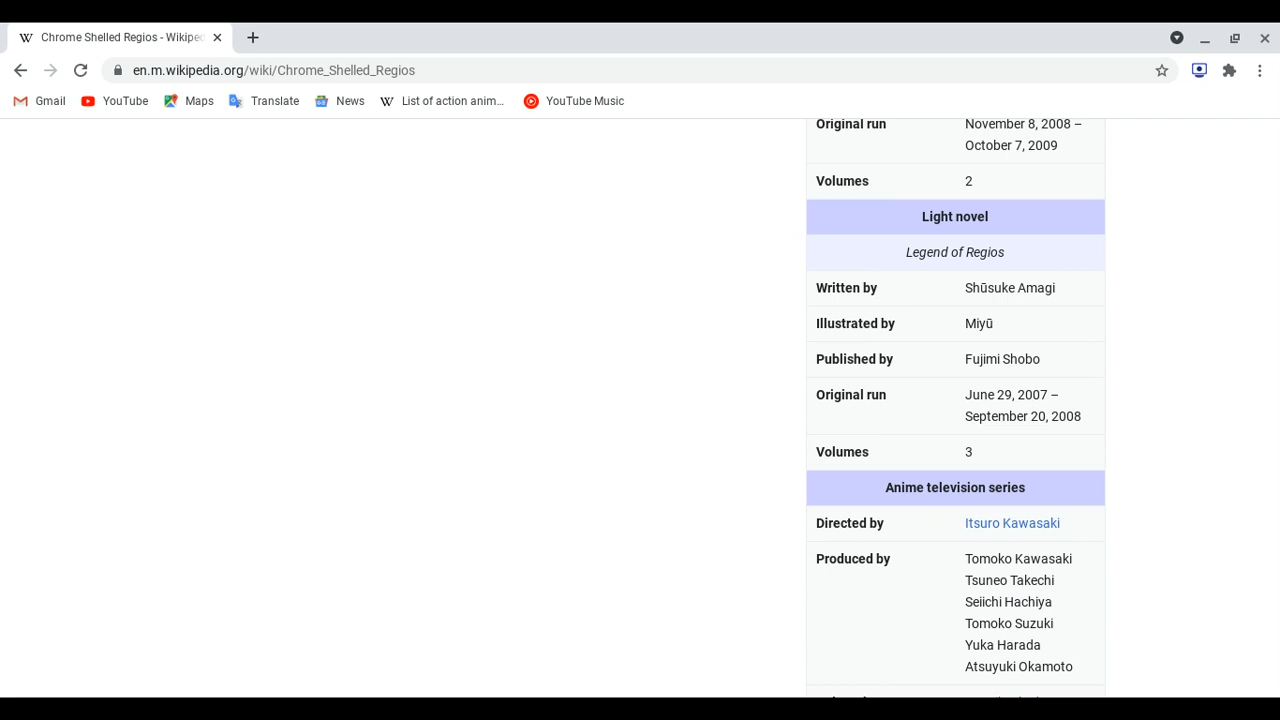 Chrome Shelled Regios - Wikiped
en.m.wikipedia.org/wiki/Chrome_Shelled_Regios
Gmail YouTube Maps Translate News List of action anim... YouTube Music
Original run November 8, 2008 –
October 7, 2009
Volumes 2
Light novel
Legend of Regios
Written by Shūsuke Amagi
Illustrated by Miyū
Published by Fujimi Shobo
Original run June 29, 2007 –
September 20, 2008
Volumes 3
Anime television series
Directed by Itsuro Kawasaki
Produced by Tomoko Kawasaki
Tsuneo Takechi
Seiichi Hachiya
Tomoko Suzuki
Yuka Harada
Atsuyuki Okamoto